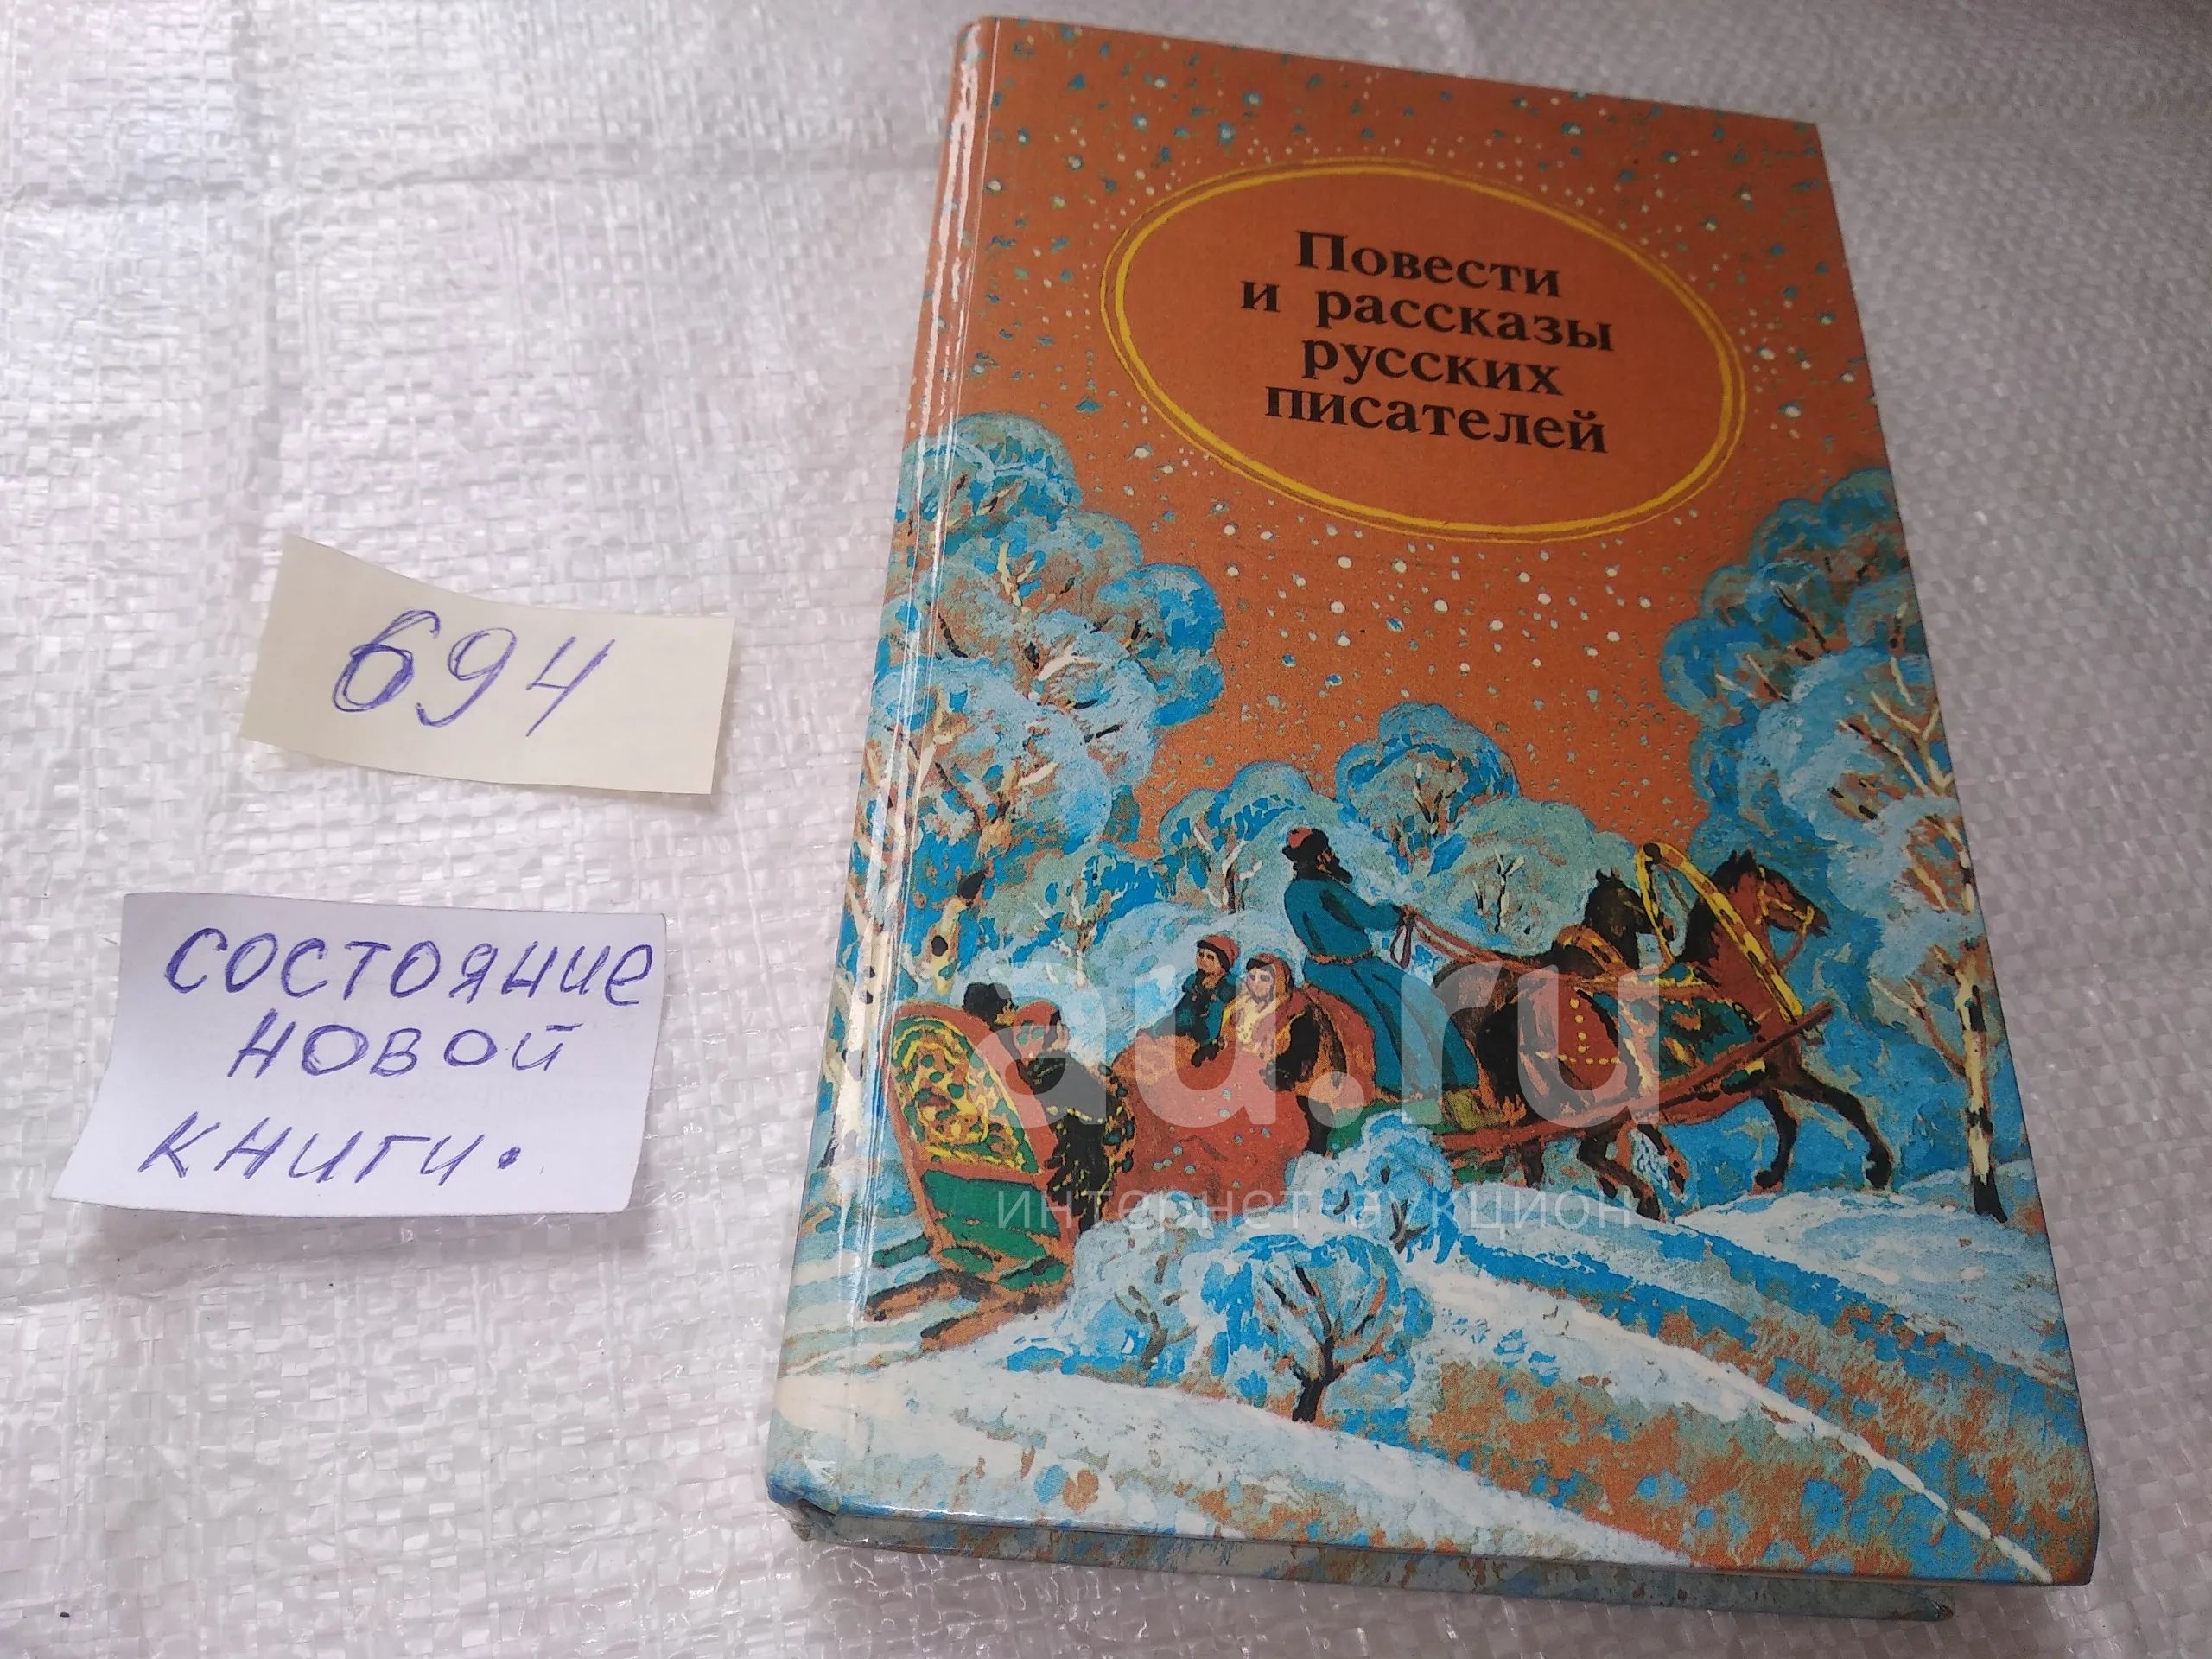 Повести
и рассказы
русских
писателей
694
состояние
новой
книги.
au.ru
интернет-аукцион